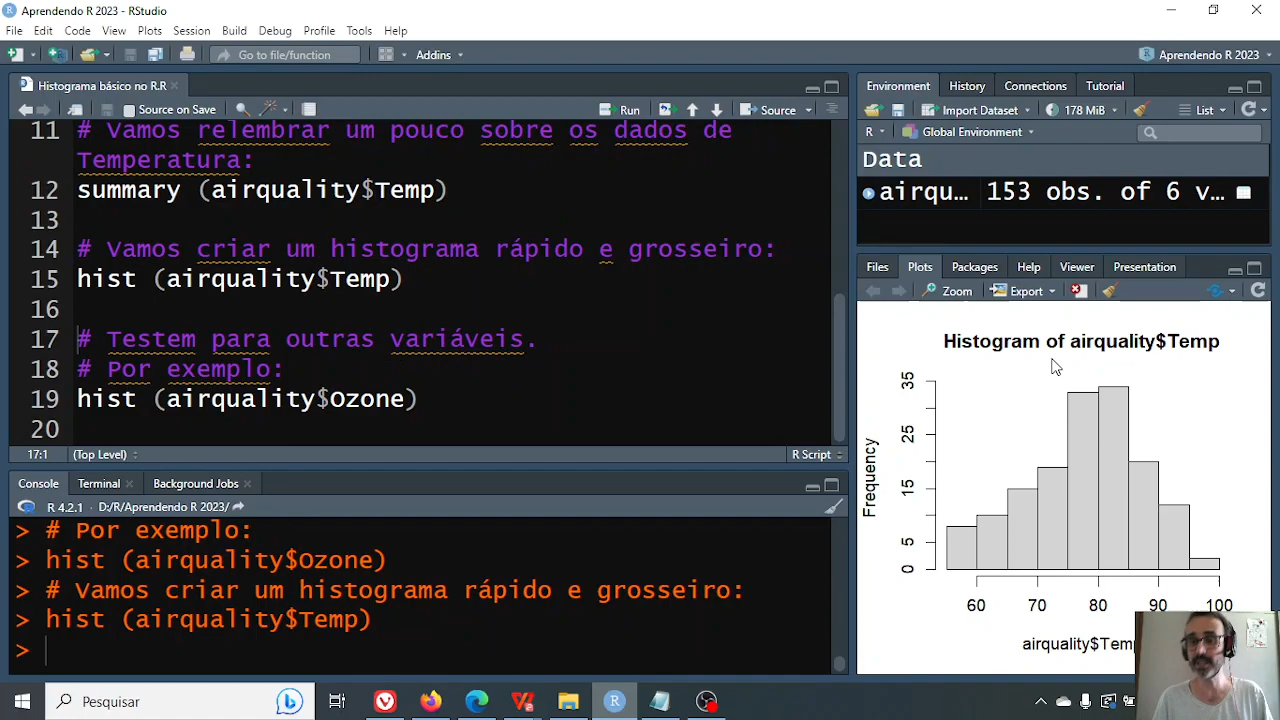 Aprendendo R 2023 - RStudio
File Edit Code View Plots Session Build Debug Profile Tools Help
Go to file/function Addins Aprendendo R 2023
Histograma básico no R.R
Source on Save Run Source
11 # Vamos relembrar um pouco sobre os dados de
Temperatura:
12 summary (airquality$Temp)
13
14 # Vamos criar um histograma rápido e grosseiro:
15 hist (airquality$Temp)
16
17 # Testem para outras variáveis.
18 # Por exemplo:
19 hist (airquality$Ozone)
20
17:1 (Top Level) R Script
Console Terminal Background Jobs
R 4.2.1 · D:/R/Aprendendo R 2023/
> # Por exemplo:
> hist (airquality$Ozone)
> # Vamos criar um histograma rápido e grosseiro:
> hist (airquality$Temp)
>
Environment History Connections Tutorial
Import Dataset 178 MiB List
R Global Environment
Data
airqu… 153 obs. of 6 v…
Files Plots Packages Help Viewer Presentation
Zoom Export
Histogram of airquality$Temp
Frequency
35
25
15
5
0
60 70 80 90 100
airquality$Temp
Pesquisar